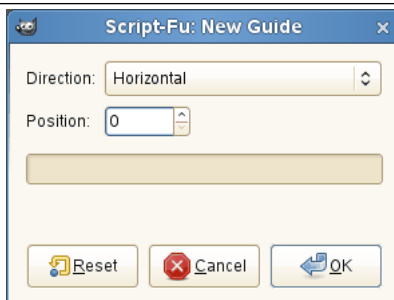 Script-Fu: New Guide
Direction: Horizontal
Position: 0
Reset Cancel OK